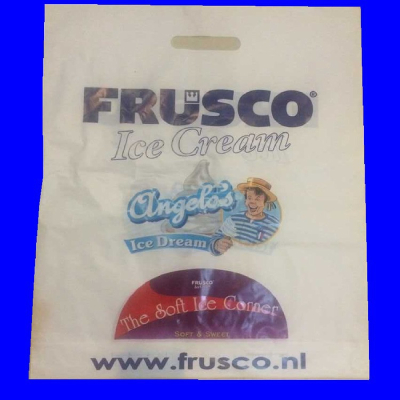 FRUSCO®
Ice Cream
Angelo's
Ice Dream
FRUSCO
The Soft Ice Corner
SOFT & SWEET
www.frusco.nl